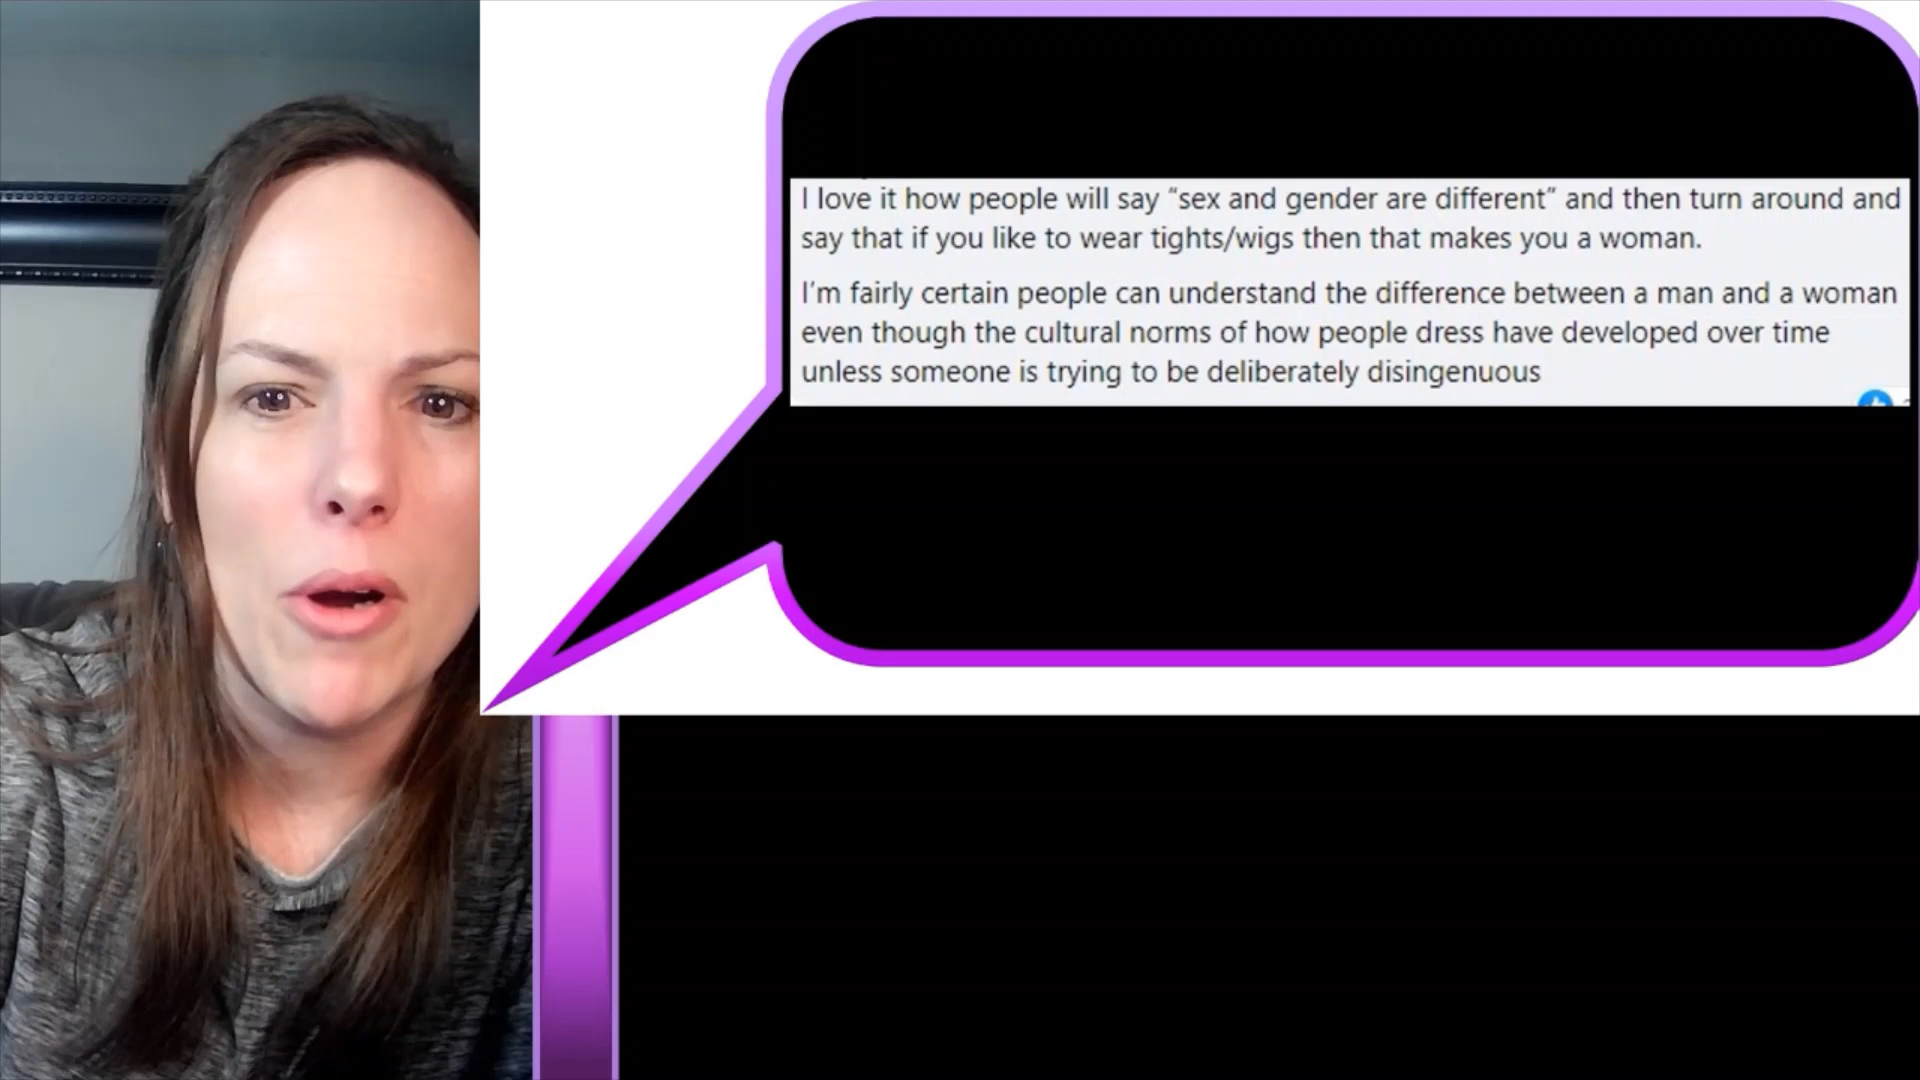 I love it how people will say “sex and gender are different” and then turn around and
say that if you like to wear tights/wigs then that makes you a woman.
I’m fairly certain people can understand the difference between a man and a woman
even though the cultural norms of how people dress have developed over time
unless someone is trying to be deliberately disingenuous